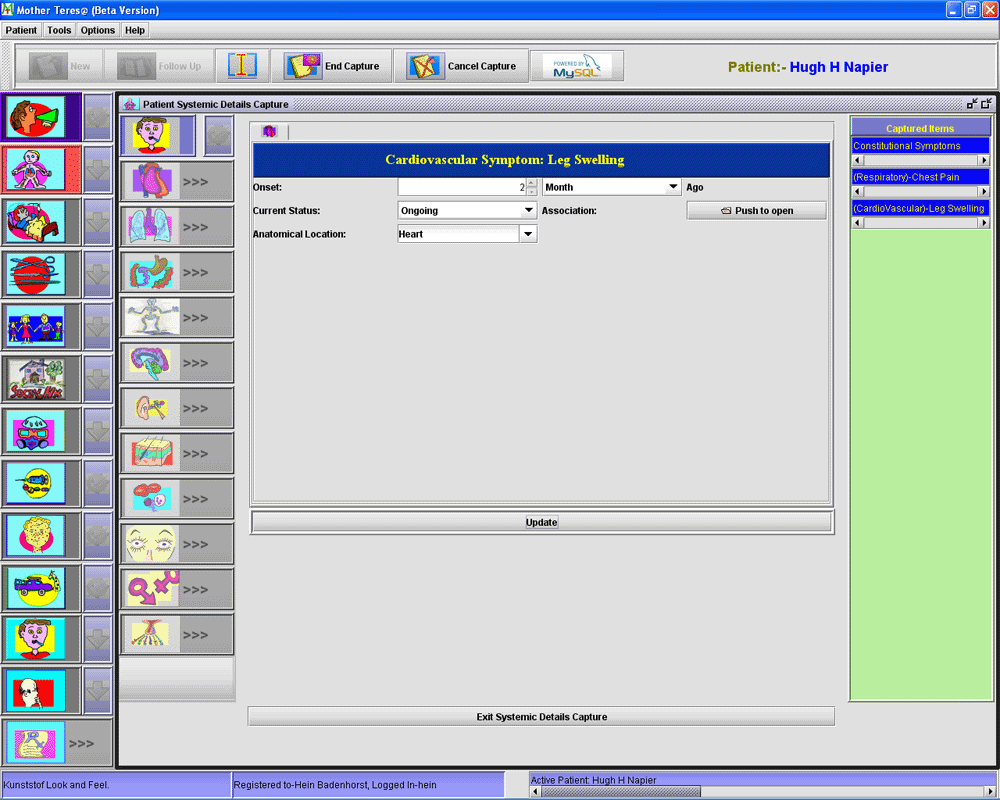 Mother Teres@ (Beta Version)
Patient Tools Options Help
New Follow Up End Capture Cancel Capture POWERED BY MySQL Patient:- Hugh H Napier
Patient Systemic Details Capture
Captured Items
Constitutional Symptoms
(Respiratory)-Chest Pain
(CardioVascular)-Leg Swelling
Cardiovascular Symptom: Leg Swelling
Onset: 2 Month Ago
Current Status: Ongoing Association: Push to open
Anatomical Location: Heart
>>>
>>>
>>>
>>>
>>>
>>>
>>>
>>>
>>>
>>>
>>>
Update
Exit Systemic Details Capture
>>>
Kunststof Look and Feel. Registered to-Hein Badenhorst, Logged In-hein Active Patient: Hugh H Napier